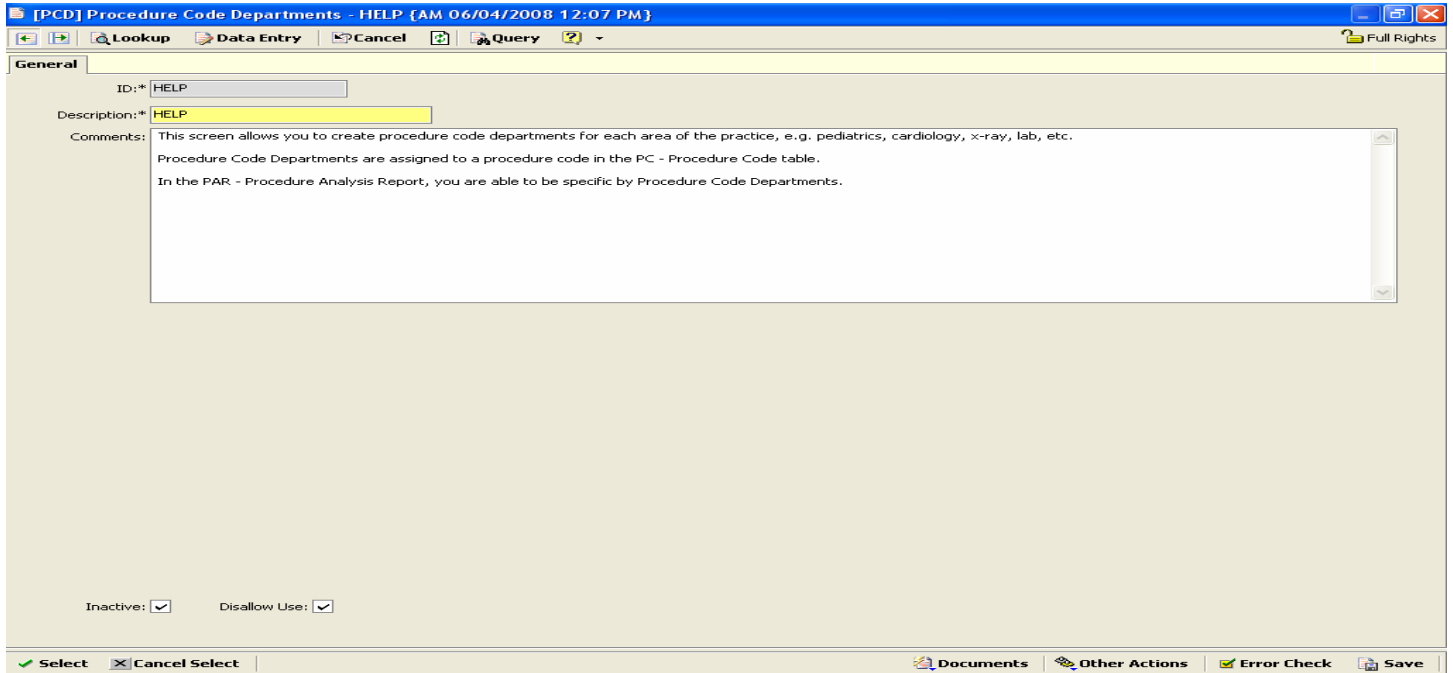 [PCD] Procedure Code Departments - HELP {AM 06/04/2008 12:07 PM}
Lookup Data Entry Cancel Query Full Rights
General
ID:* HELP
Description:* HELP
Comments: This screen allows you to create procedure code departments for each area of the practice, e.g. pediatrics, cardiology, x-ray, lab, etc.
Procedure Code Departments are assigned to a procedure code in the PC - Procedure Code table.
In the PAR - Procedure Analysis Report, you are able to be specific by Procedure Code Departments.
Inactive: Disallow Use:
Select Cancel Select Documents Other Actions Error Check Save